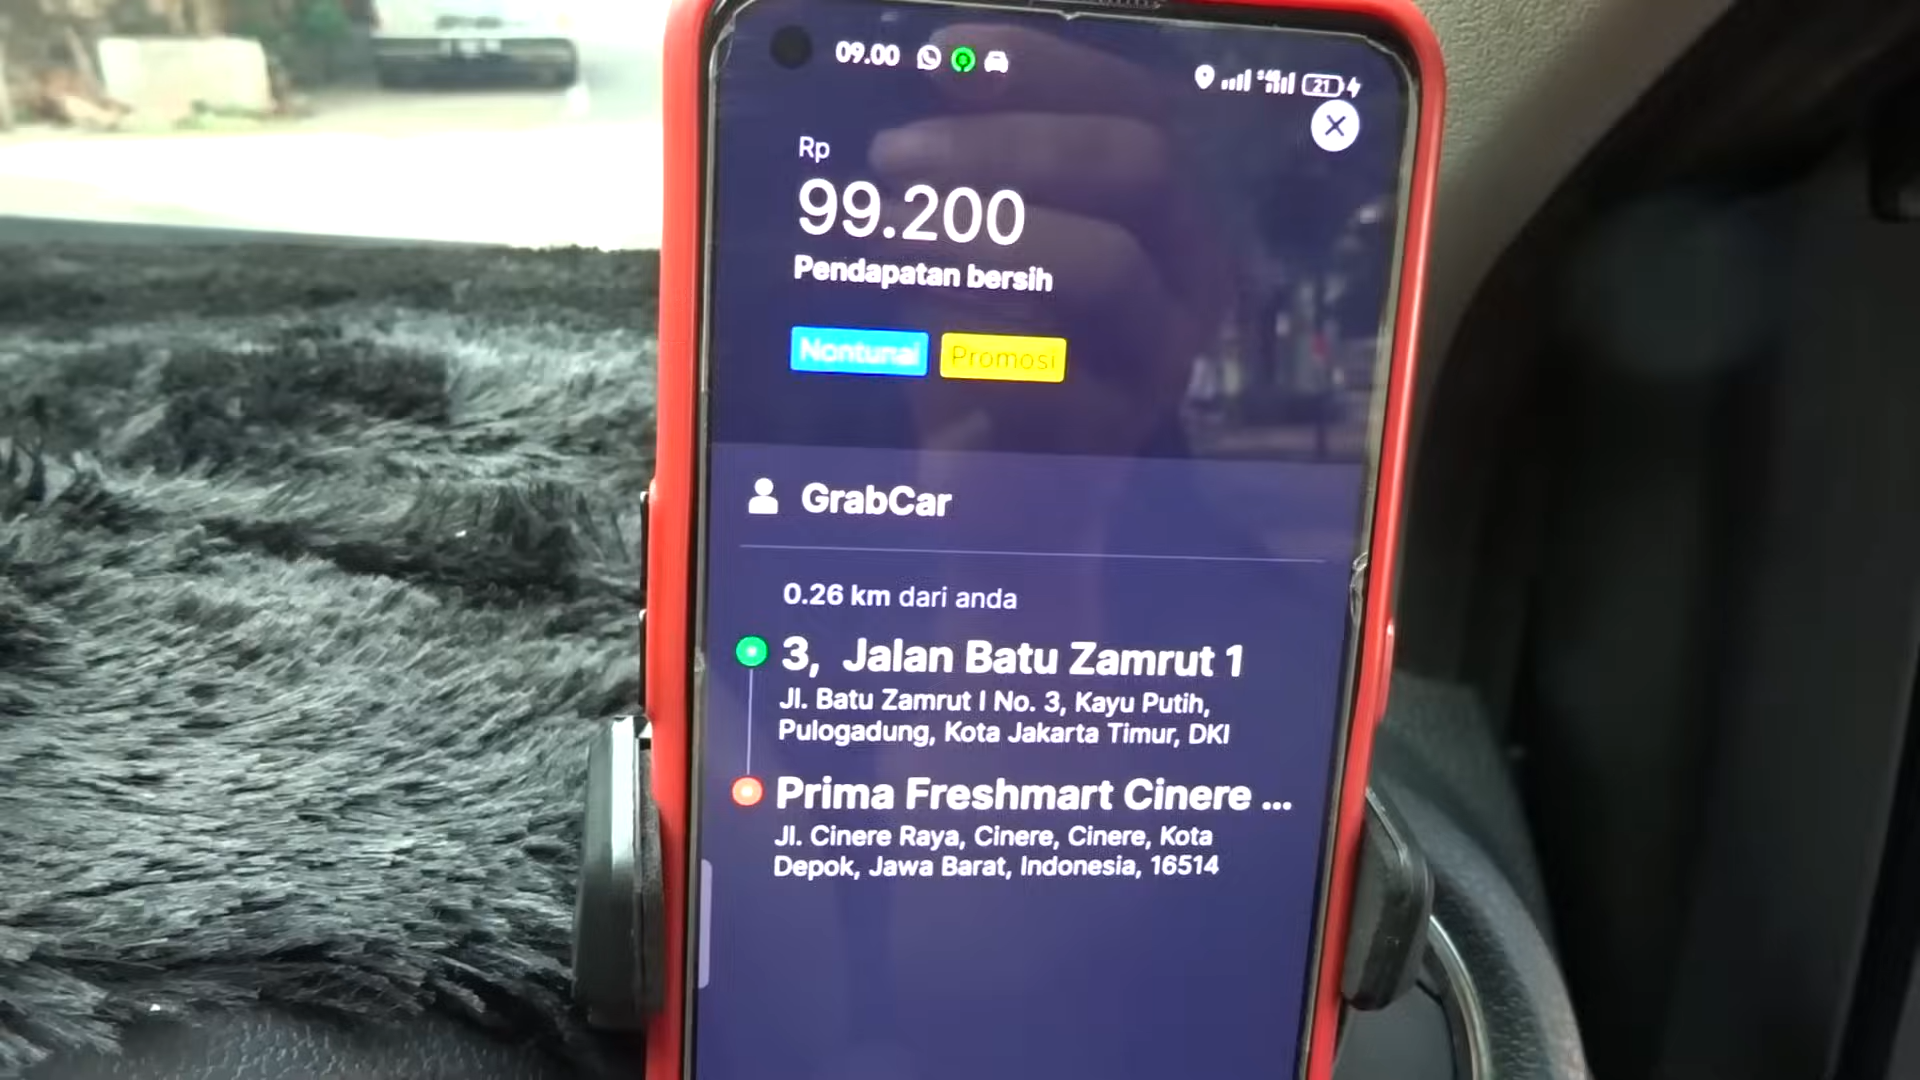 09.00
21
Rp
99.200
Pendapatan bersih
Nontunai Promosi
GrabCar
0.26 km dari anda
3, Jalan Batu Zamrut 1
Jl. Batu Zamrut I No. 3, Kayu Putih,
Pulogadung, Kota Jakarta Timur, DKI
Prima Freshmart Cinere ...
Jl. Cinere Raya, Cinere, Cinere, Kota
Depok, Jawa Barat, Indonesia, 16514